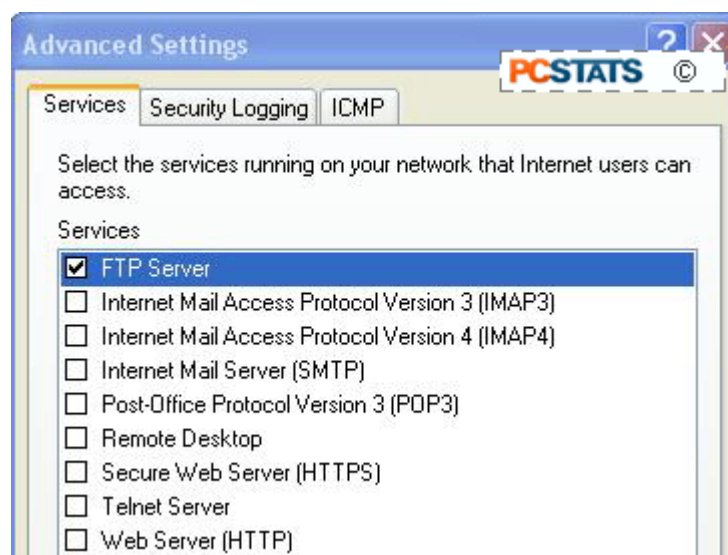 Advanced Settings
?
X
PCSTATS ©
Services Security Logging ICMP
Select the services running on your network that Internet users can
access.
Services
FTP Server
Internet Mail Access Protocol Version 3 (IMAP3)
Internet Mail Access Protocol Version 4 (IMAP4)
Internet Mail Server (SMTP)
Post-Office Protocol Version 3 (POP3)
Remote Desktop
Secure Web Server (HTTPS)
Telnet Server
Web Server (HTTP)